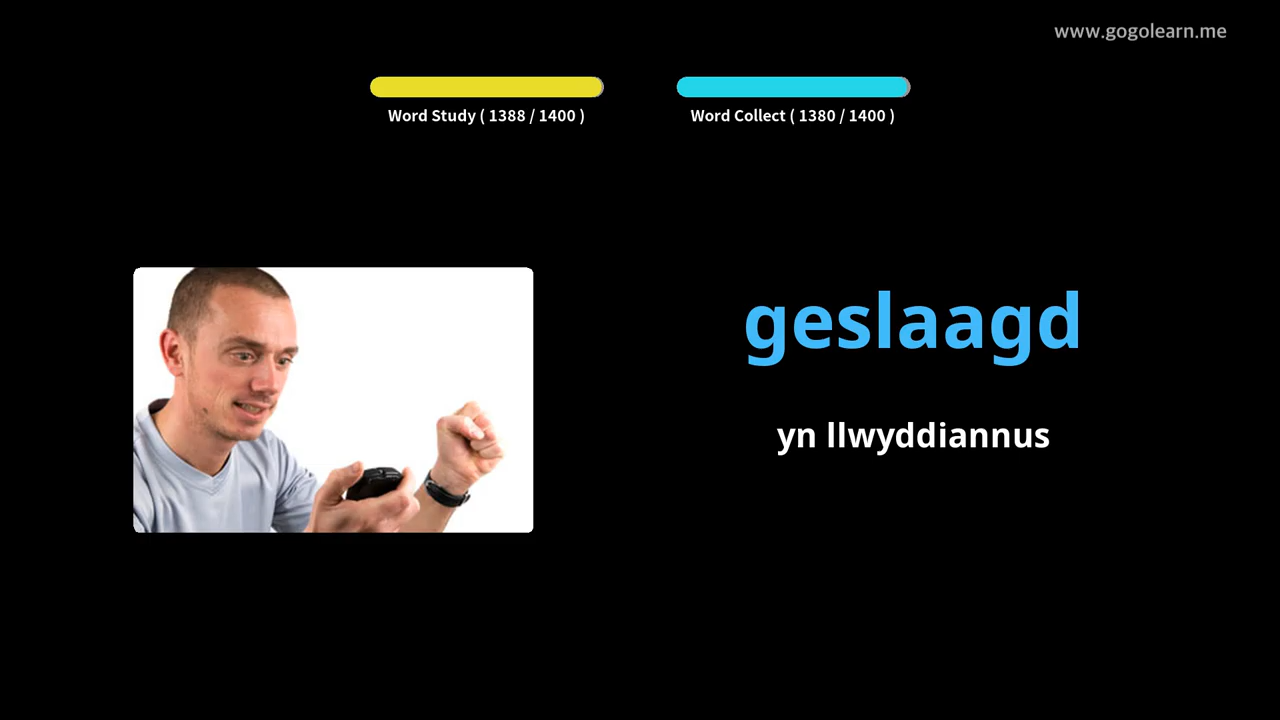 www.gogolearn.me
Word Study ( 1388 / 1400 )
Word Collect ( 1380 / 1400 )
geslaagd
yn llwyddiannus